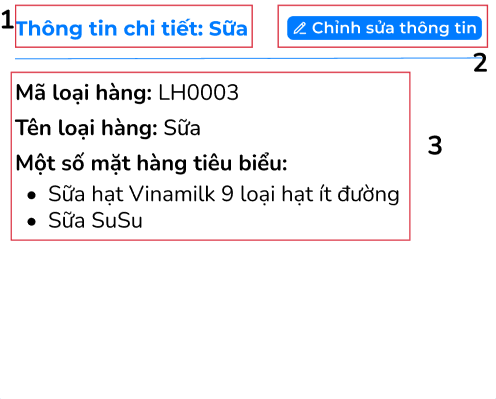 1
Thông tin chi tiết: Sữa
Chỉnh sửa thông tin
2
Mã loại hàng: LH0003
Tên loại hàng: Sữa
3
Một số mặt hàng tiêu biểu:
• Sữa hạt Vinamilk 9 loại hạt ít đường
• Sữa SuSu